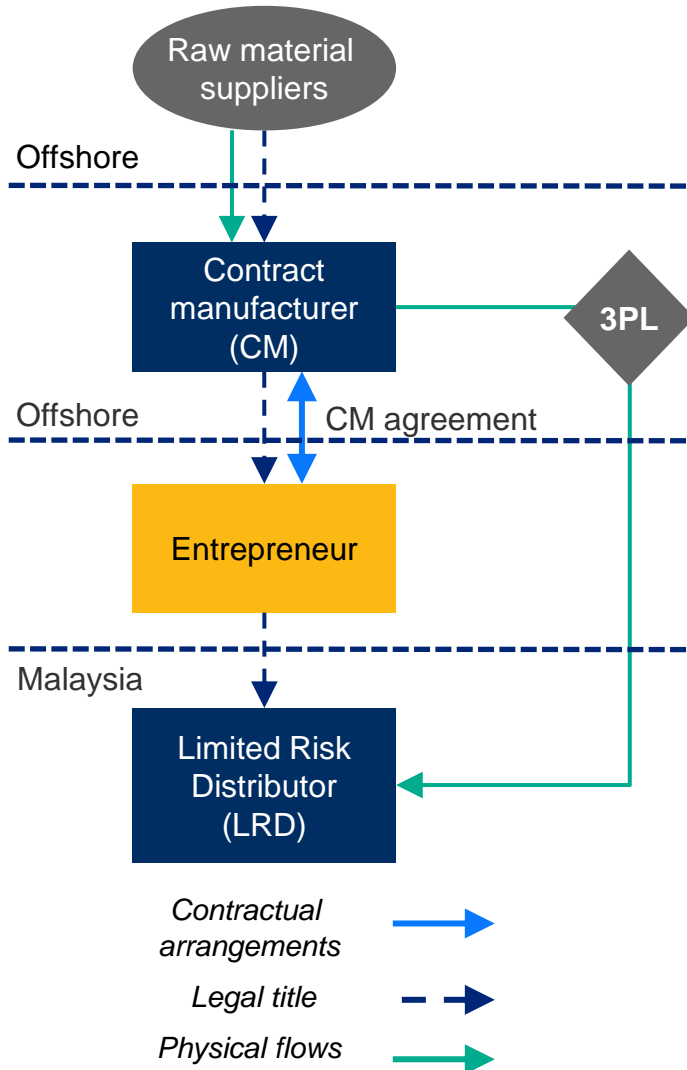 Raw material
suppliers
Offshore
Contract
manufacturer
(CM)
3PL
Offshore
CM agreement
Entrepreneur
Malaysia
Limited Risk
Distributor
(LRD)
Contractual
arrangements
Legal title
Physical flows